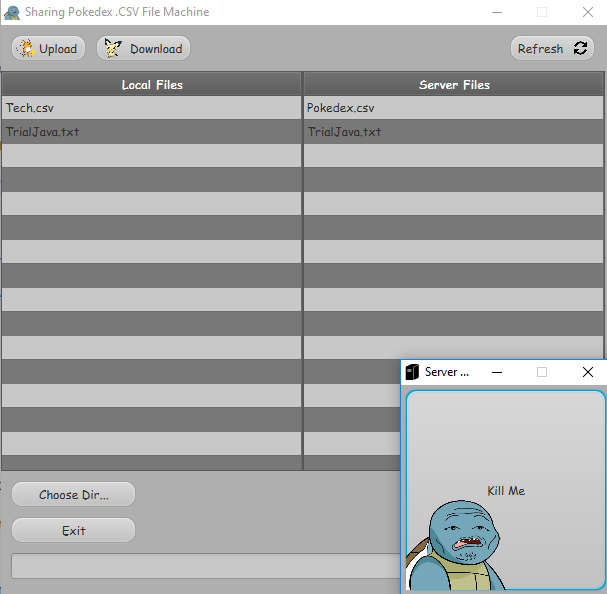 Sharing Pokedex .CSV File Machine
Upload
Download
Refresh
Local Files
Server Files
Tech.csv
Pokedex.csv
TrialJava.txt
TrialJava.txt
Server ...
Kill Me
Choose Dir...
Exit